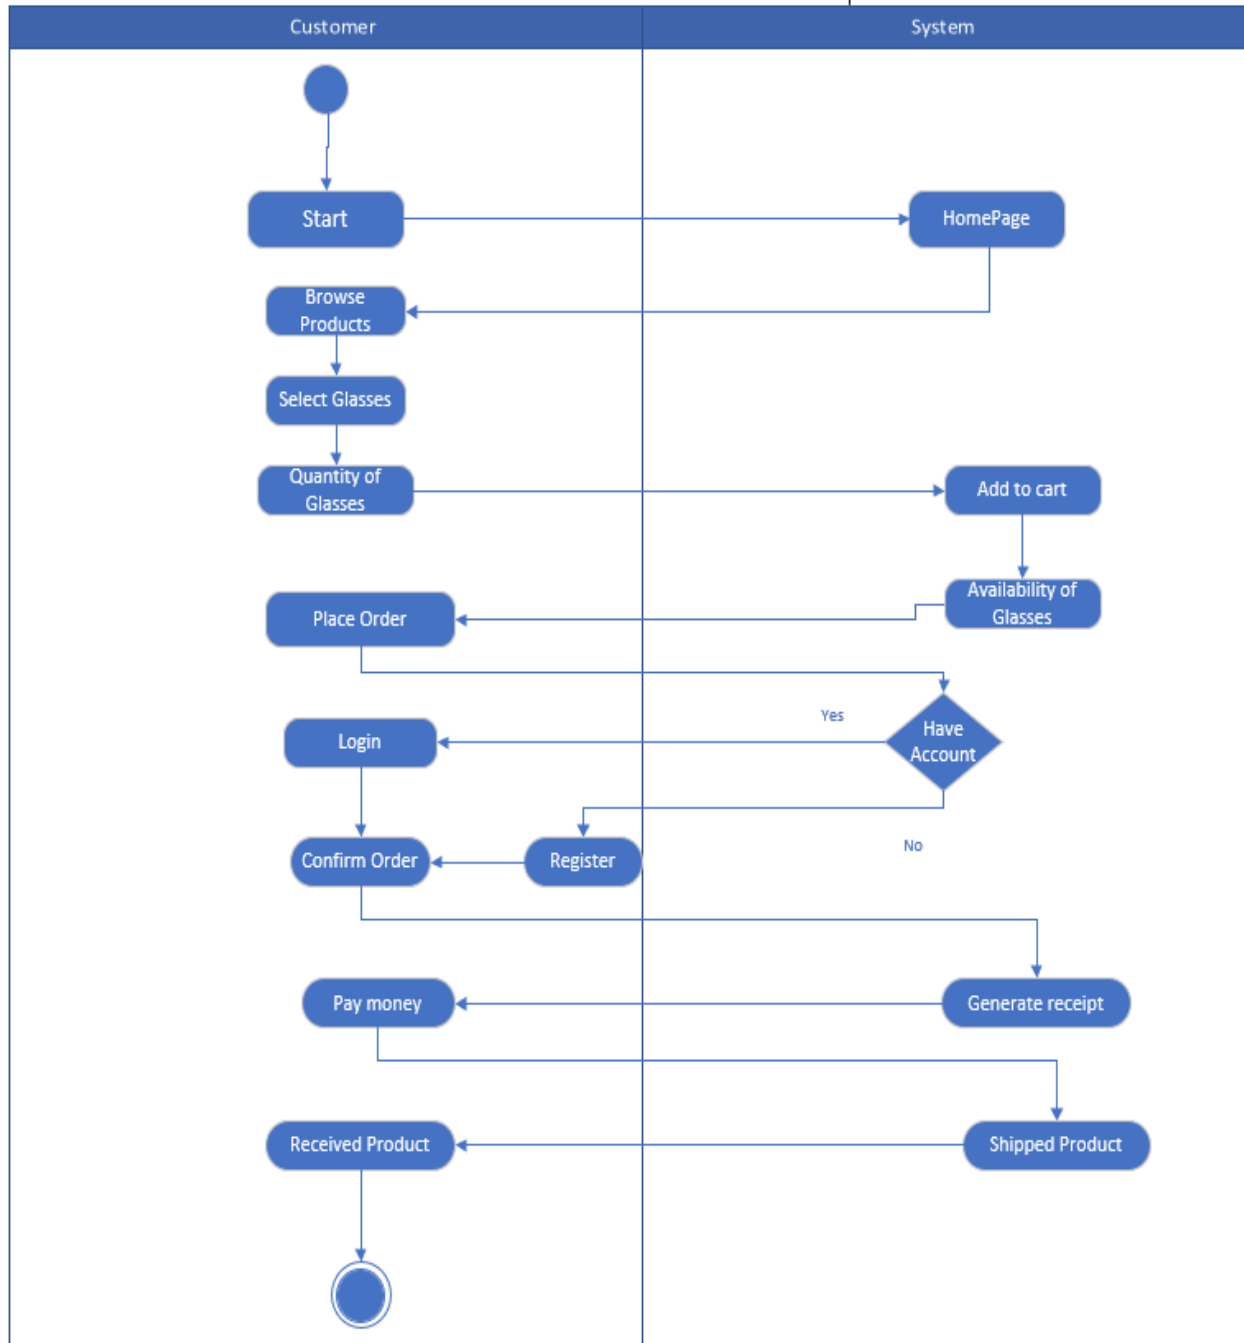 Customer
System
Start
HomePage
Browse
Products
Select Glasses
Quantity of
Glasses
Add to cart
Availability of
Glasses
Place Order
Yes
Have
Account
Login
No
Confirm Order
Register
Pay money
Generate receipt
Received Product
Shipped Product